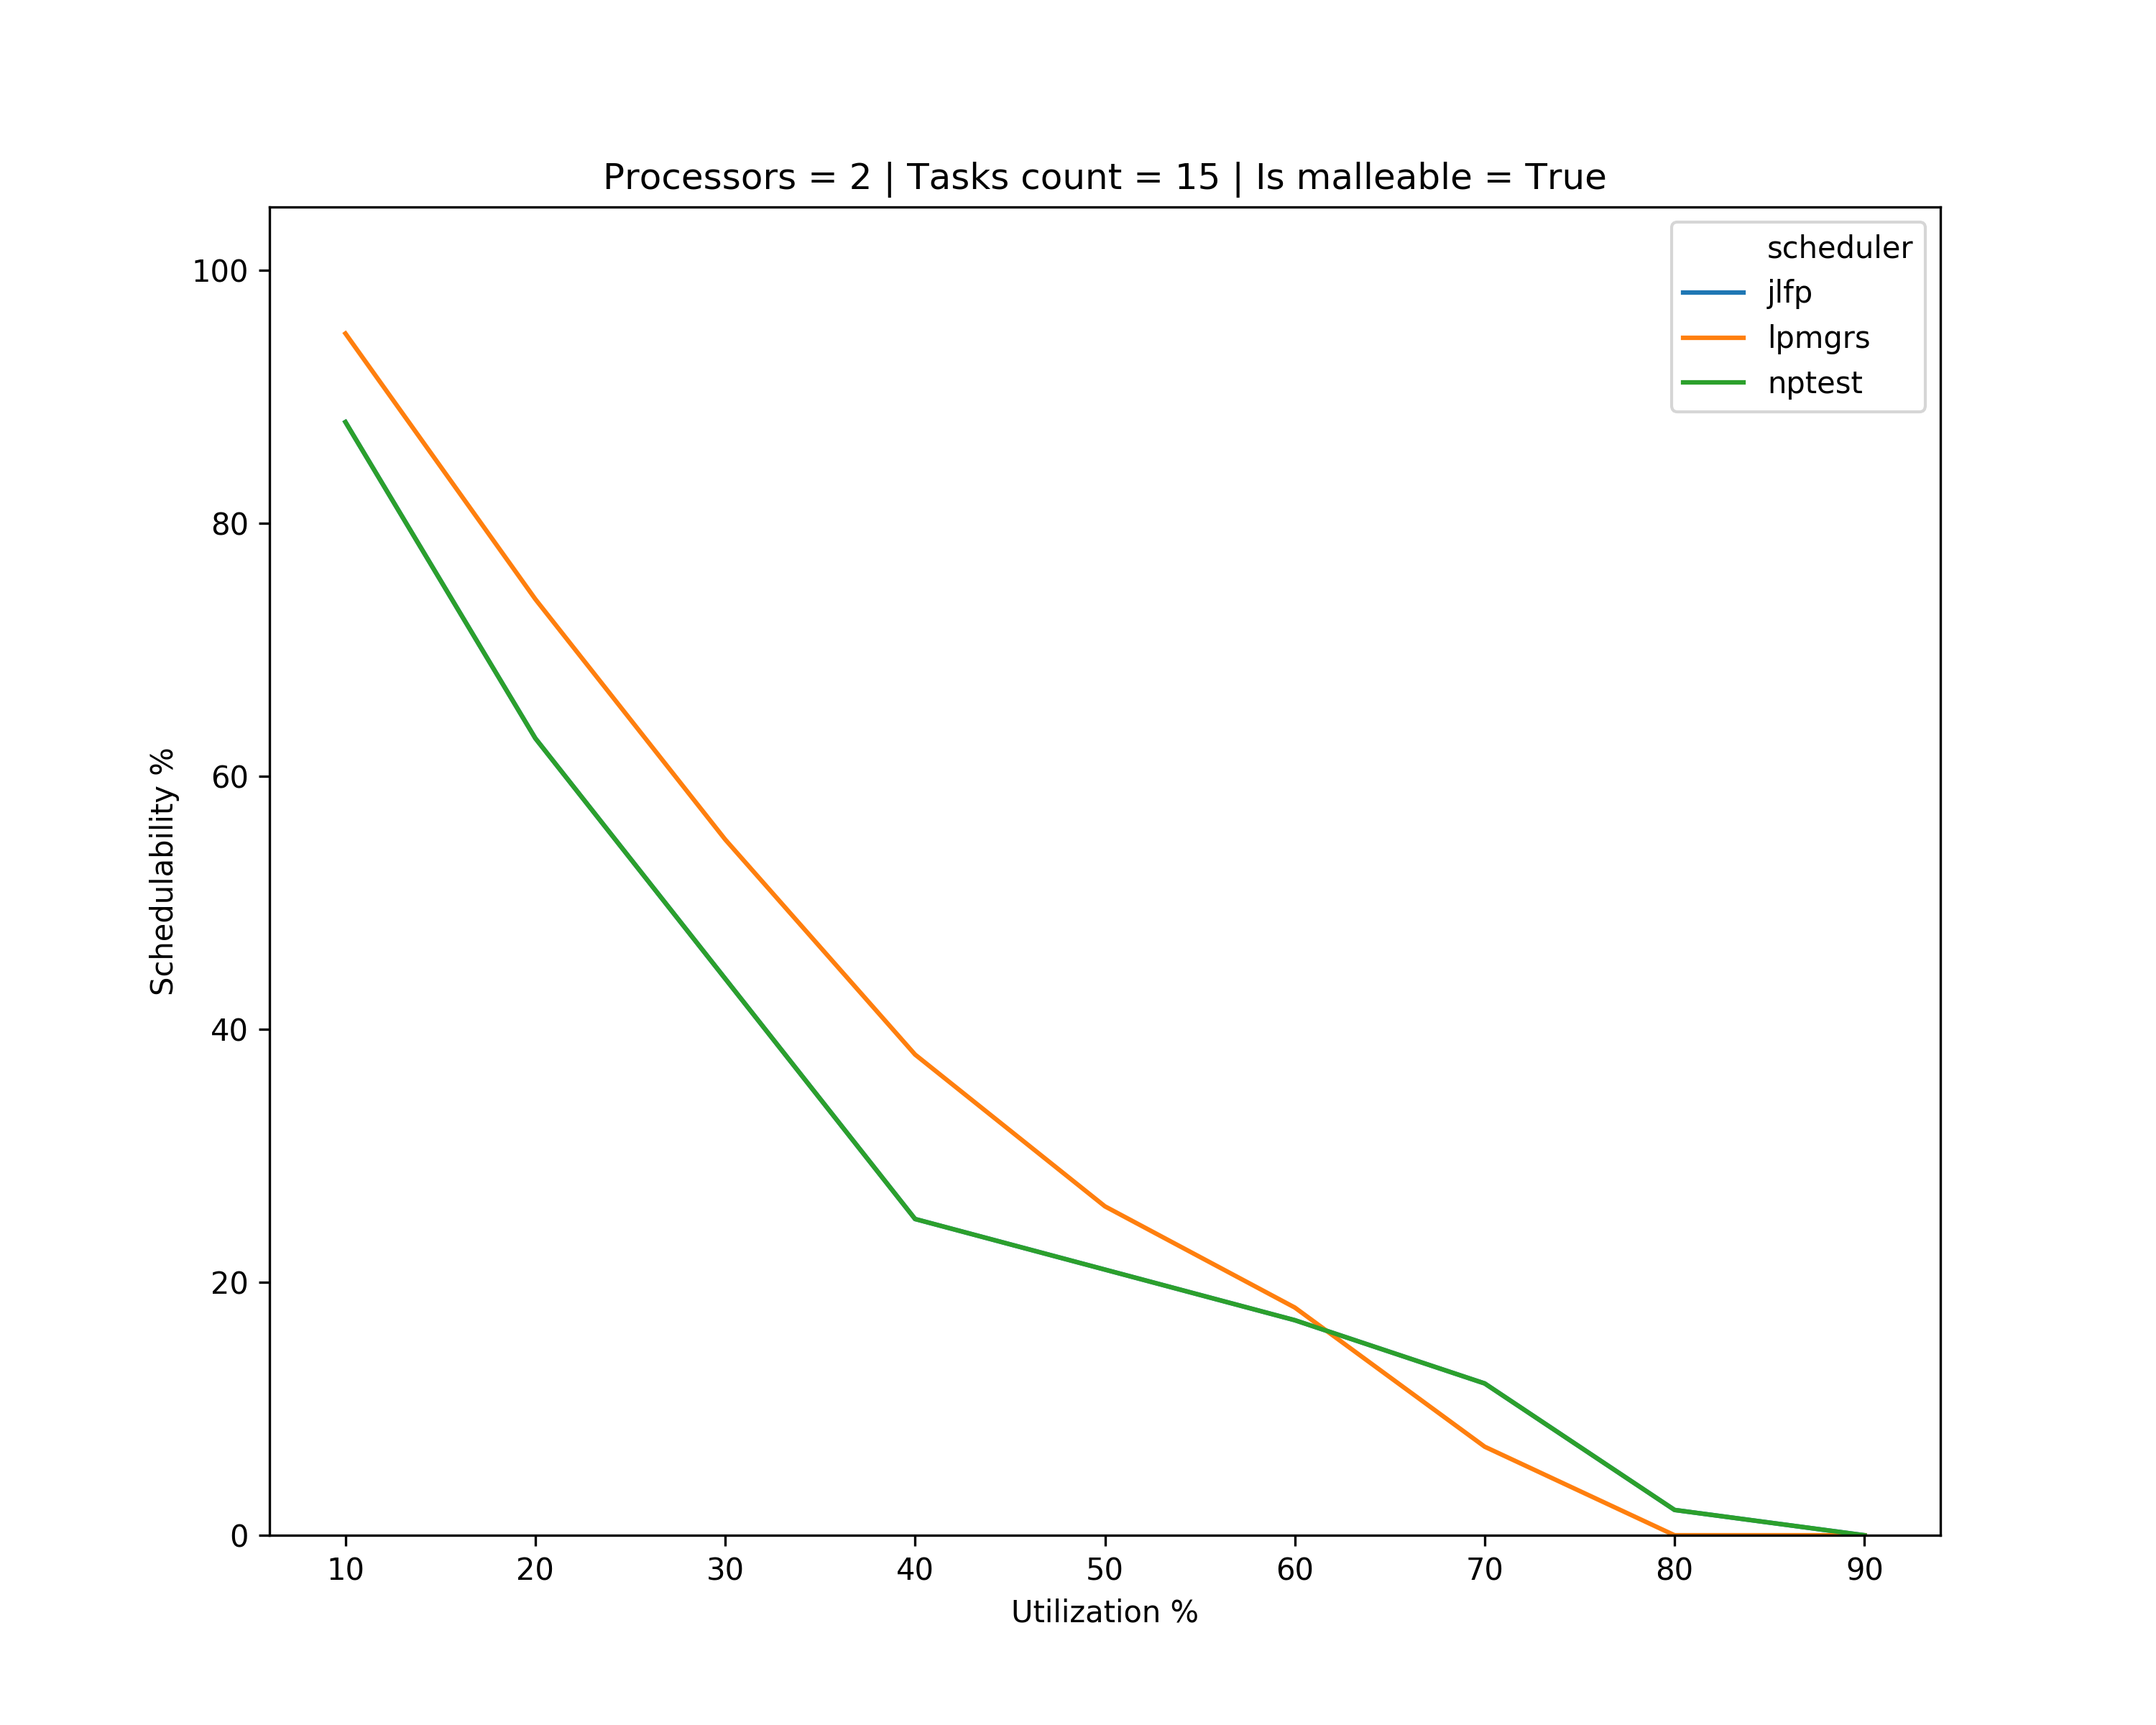 Processors = 2 | Tasks count = 15 | Is malleable = True
scheduler
jlfp
lpmgrs
nptest
Schedulability %
100
80
60
40
20
0
10 20 30 40 50 60 70 80 90
Utilization %